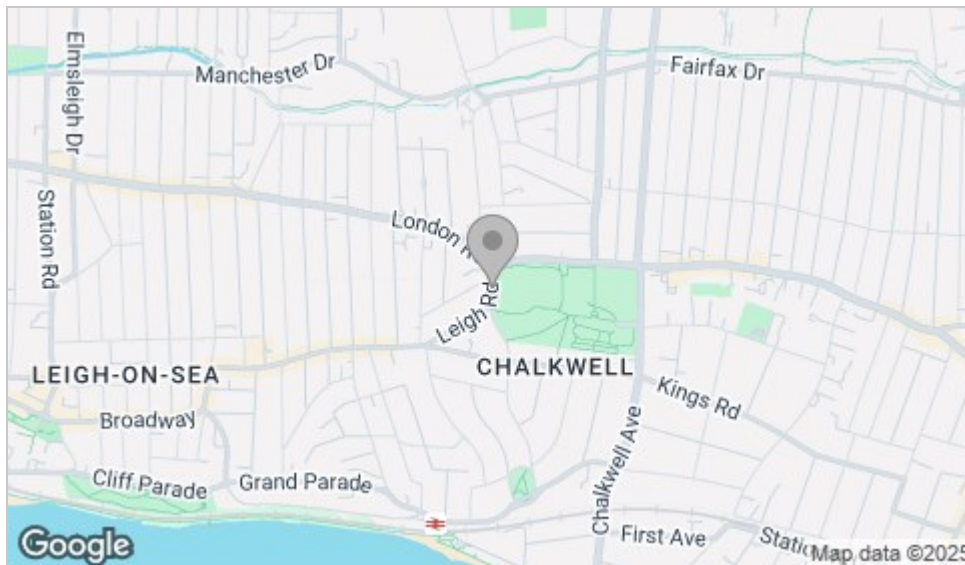 Elmsleigh Dr
Manchester Dr
Fairfax Dr
Station Rd
London R
Leigh Rd
LEIGH-ON-SEA
CHALKWELL
Kings Rd
Broadway
Chalkwell Ave
Cliff Parade
Grand Parade
First Ave
Station
Google
Map data ©2025